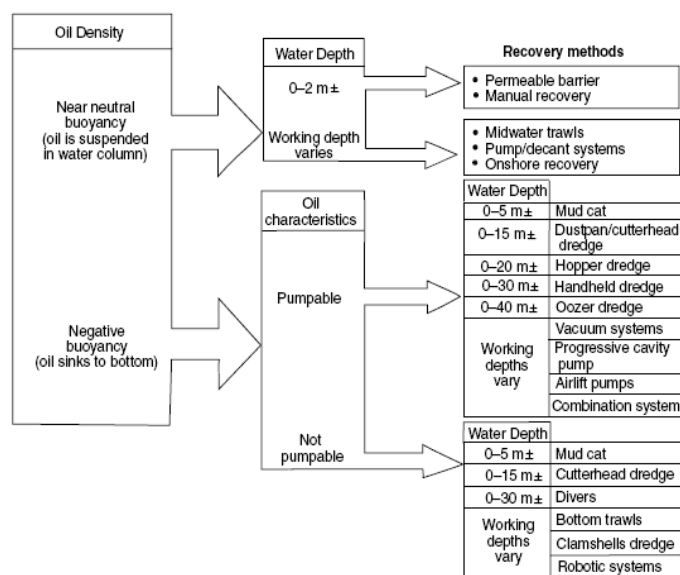 Oil Density
Near neutral
buoyancy
(oil is suspended
in water column)
Negative
buoyancy
(oil sinks to bottom)
Water Depth
0–2 m±
Working depth
varies
Oil
characteristics
Pumpable
Not
pumpable
Recovery methods
• Permeable barrier
• Manual recovery
• Midwater trawls
• Pump/decant systems
• Onshore recovery
Water Depth
0–5 m± Mud cat
0–15 m± Dustpan/cutterhead
dredge
0–20 m± Hopper dredge
0–30 m± Handheld dredge
0–40 m± Oozer dredge
Working
depths
vary
Vacuum systems
Progressive cavity
pump
Airlift pumps
Combination system
Water Depth
0–5 m± Mud cat
0–15 m± Cutterhead dredge
0–30 m± Divers
Working
depths
vary
Bottom trawls
Clamshells dredge
Robotic systems